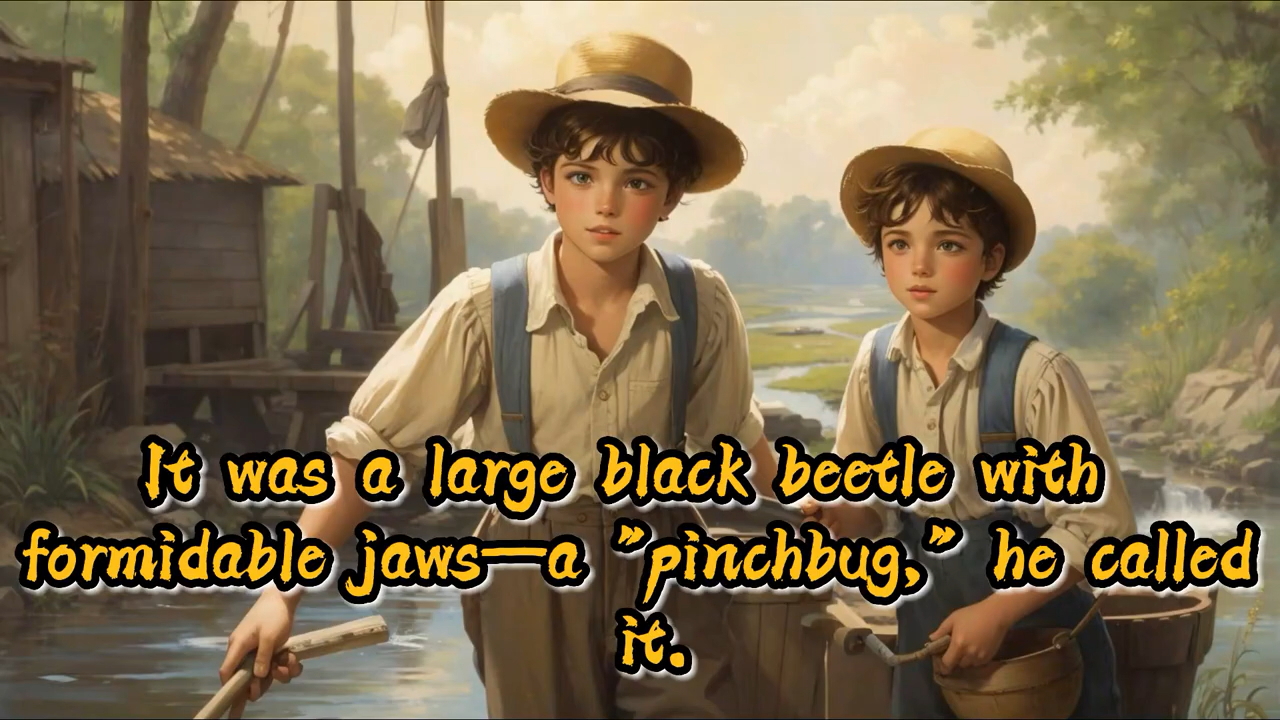 It was a large black beetle with
formidable jaws—a "pinchbug," he called
it.